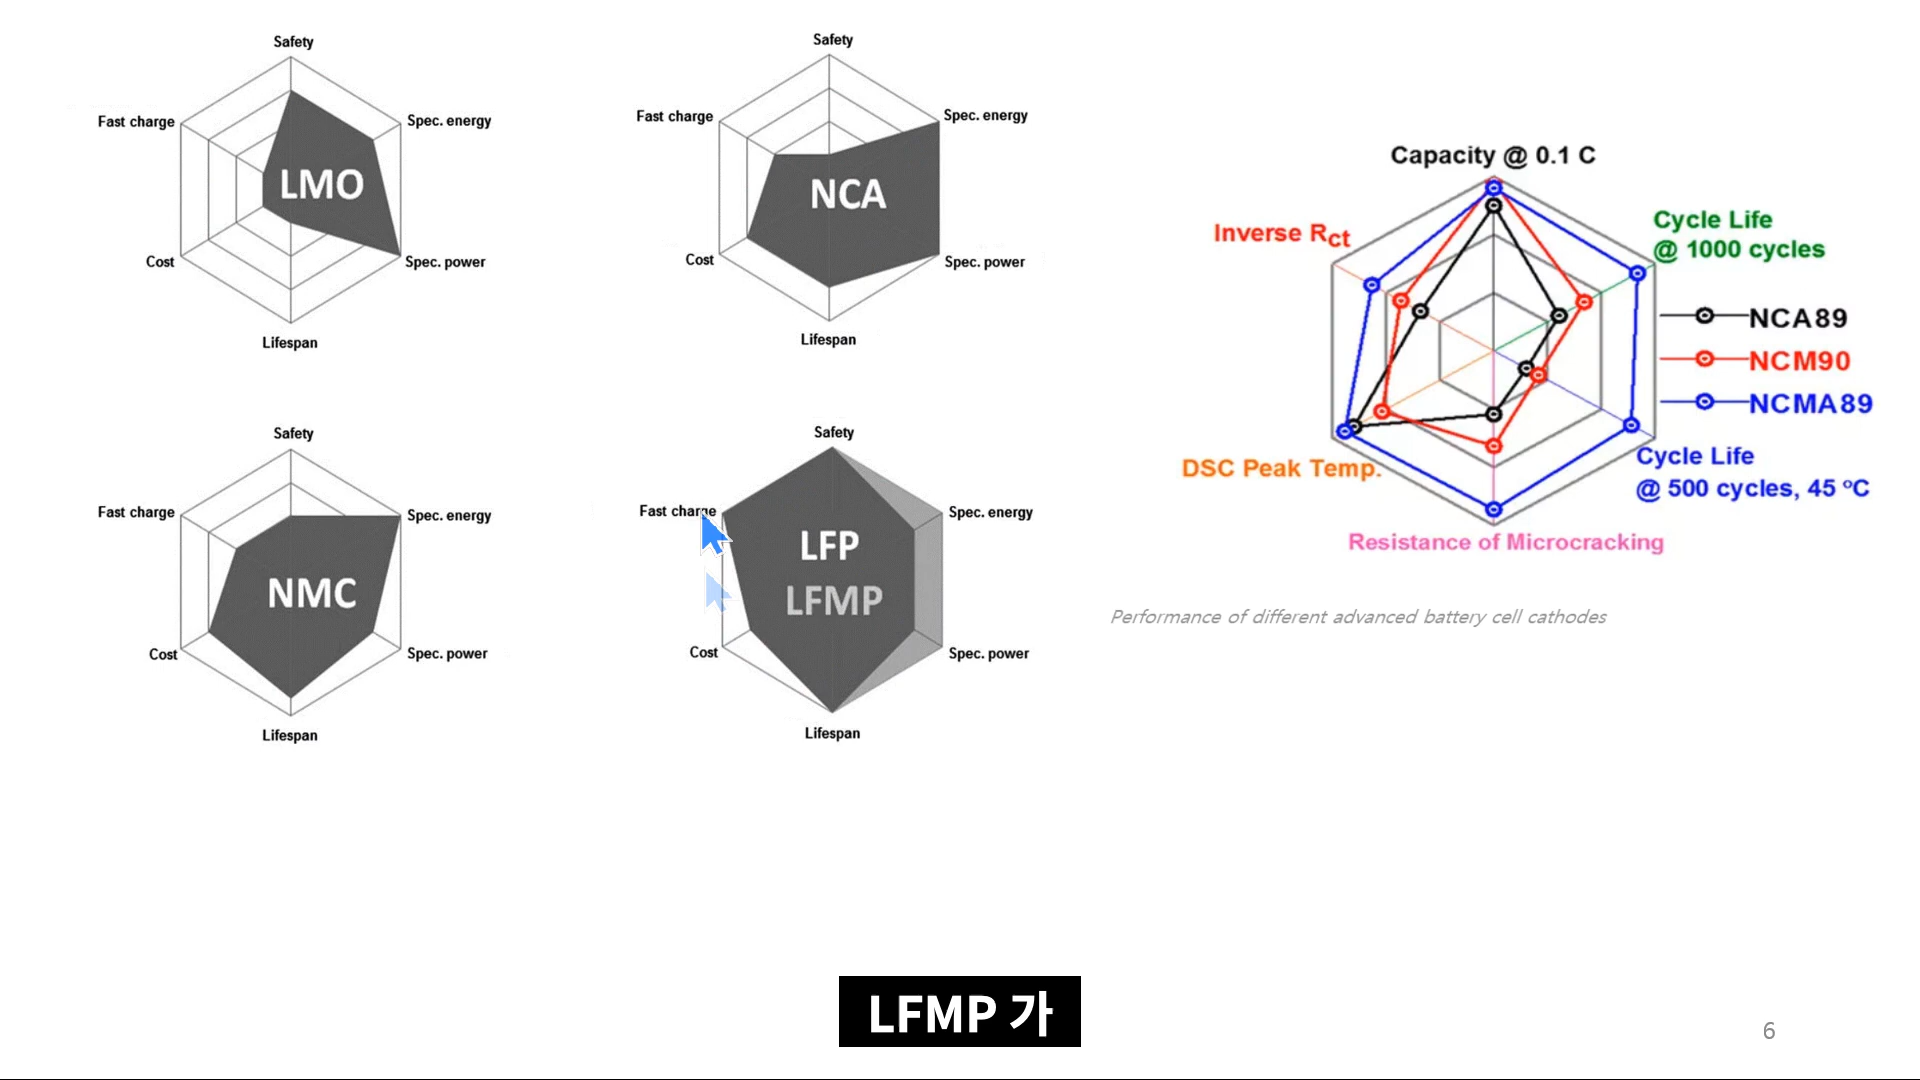 Safety
Fast charge
Spec. energy
LMO
Cost
Spec. power
Lifespan
Safety
Fast charge
Spec. energy
NCA
Cost
Spec. power
Lifespan
Safety
Fast charge
Spec. energy
NMC
Cost
Spec. power
Lifespan
Safety
Fast charge
Spec. energy
LFP
LFMP
Cost
Spec. power
Lifespan
Capacity @ 0.1 C
Inverse Rct
Cycle Life
@ 1000 cycles
NCA89
NCM90
NCMA89
Cycle Life
@ 500 cycles, 45 °C
DSC Peak Temp.
Resistance of Microcracking
Performance of different advanced battery cell cathodes
LFMP 가
6